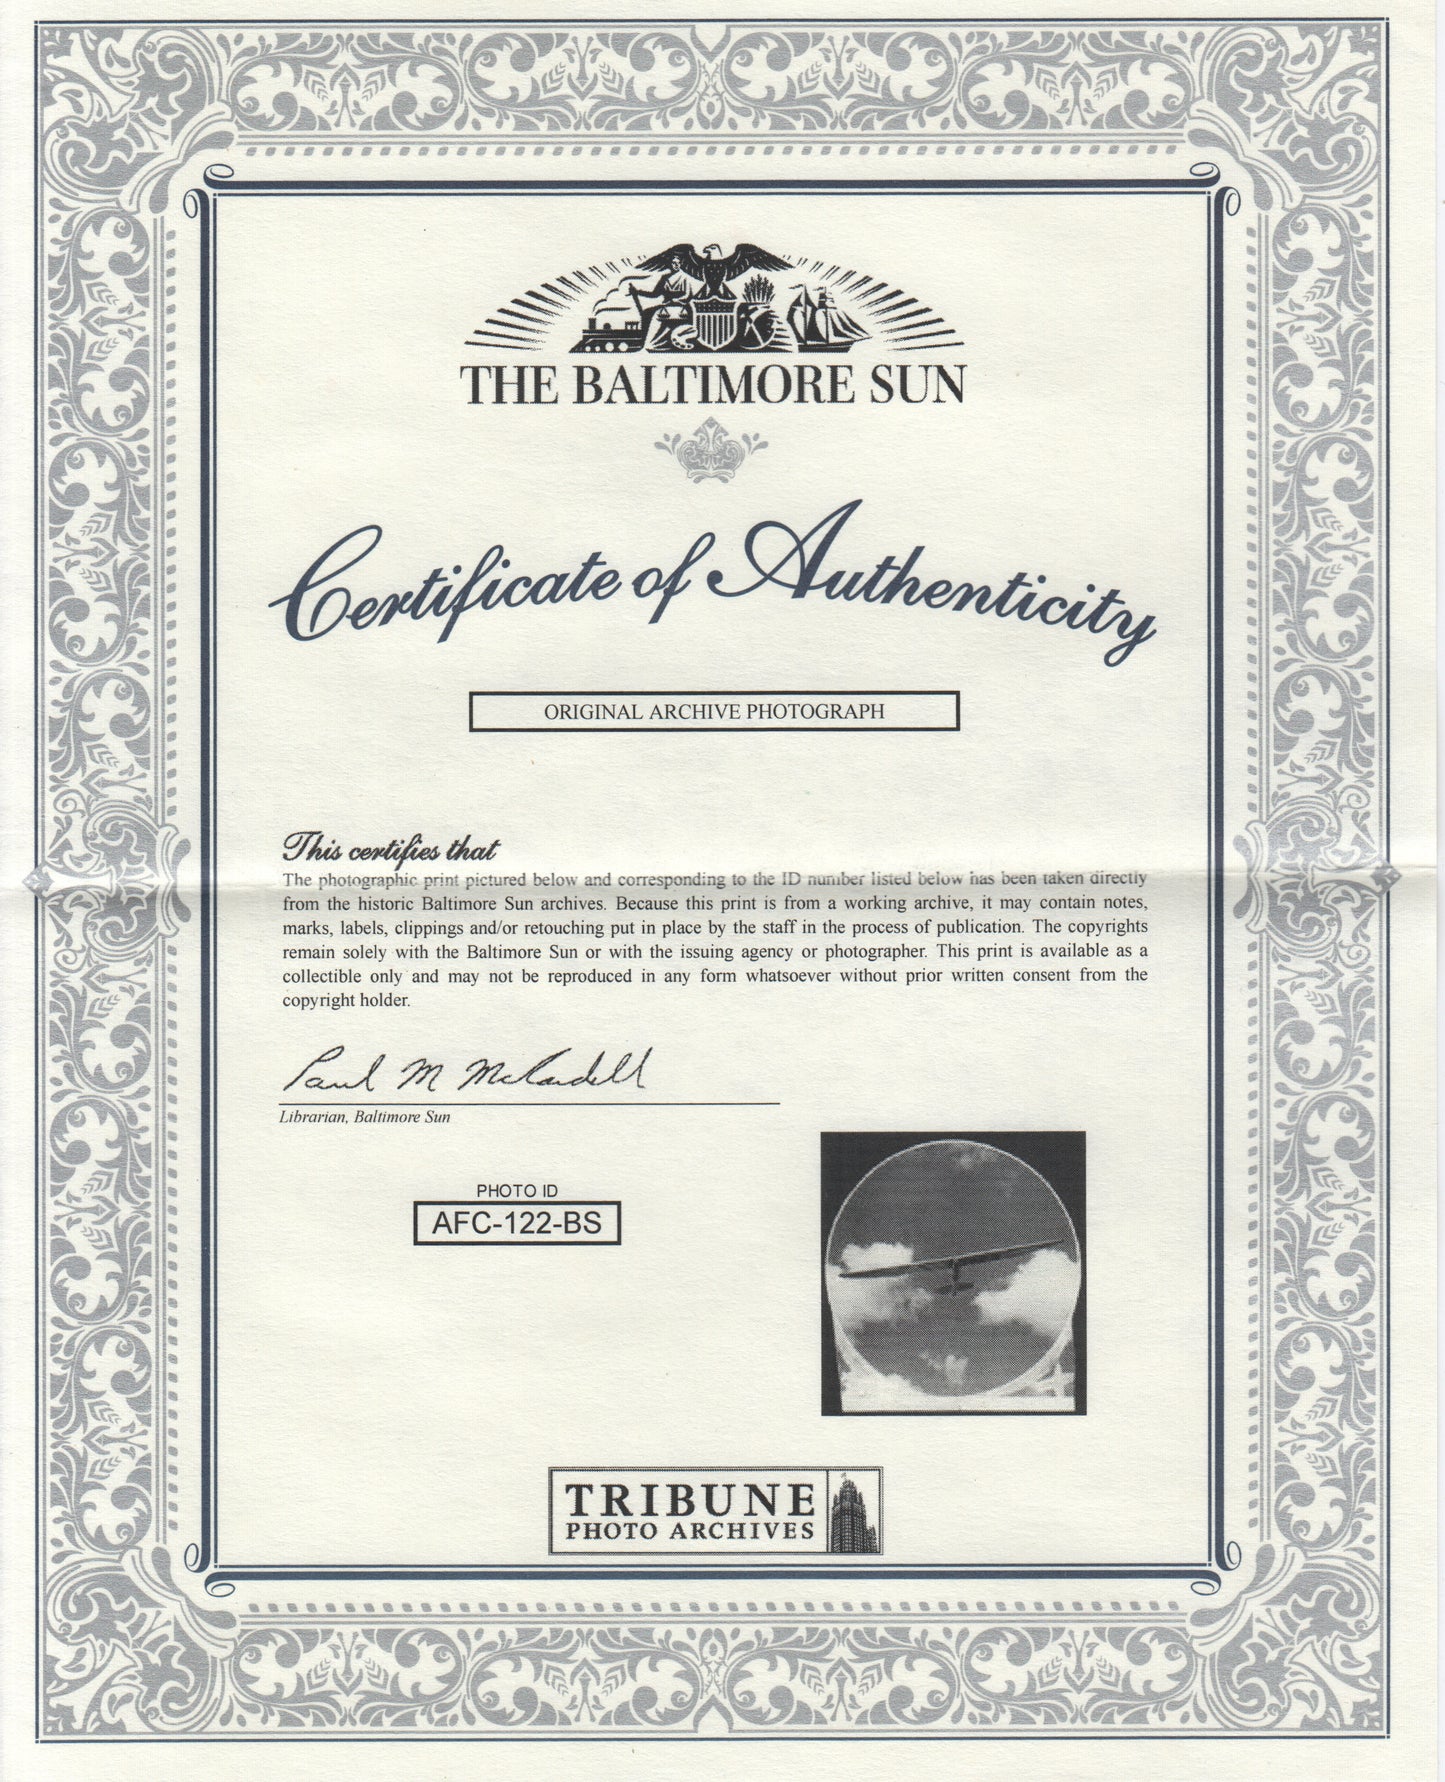 THE BALTIMORE SUN
Certificate of Authenticity
ORIGINAL ARCHIVE PHOTOGRAPH
This certifies that
The photographic print pictured below and corresponding to the ID number listed below has been taken directly
from the historic Baltimore Sun archives. Because this print is from a working archive, it may contain notes,
marks, labels, clippings and/or retouching put in place by the staff in the process of publication. The copyrights
remain solely with the Baltimore Sun or with the issuing agency or photographer. This print is available as a
collectible only and may not be reproduced in any form whatsoever without prior written consent from the
copyright holder.
Paul M McCardell
Librarian, Baltimore Sun
PHOTO ID
AFC-122-BS
TRIBUNE
PHOTO ARCHIVES